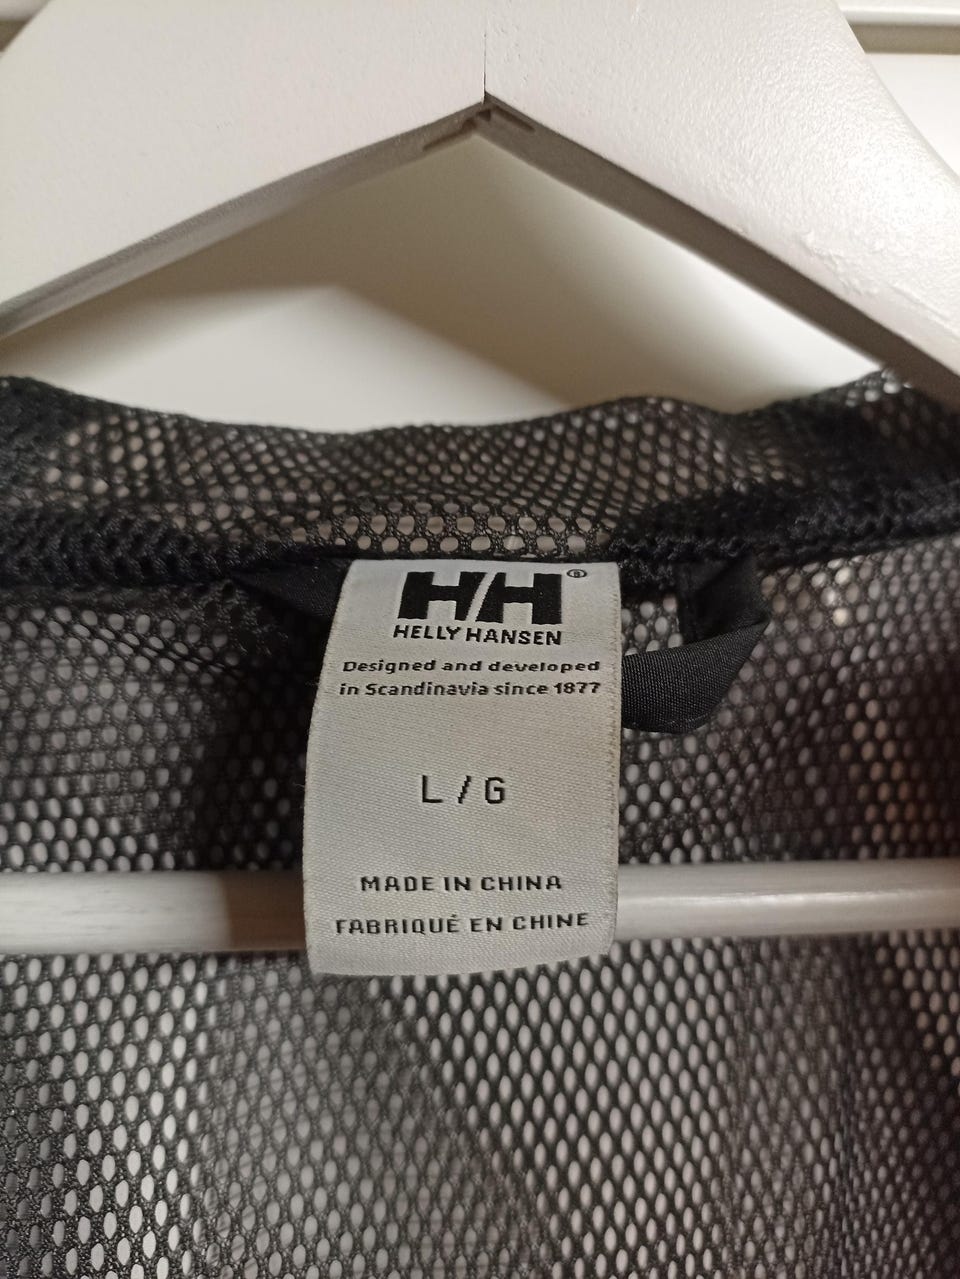 HH®
HELLY HANSEN
Designed and developed
in Scandinavia since 1877
L / G
MADE IN CHINA
FABRIQUÉ EN CHINE